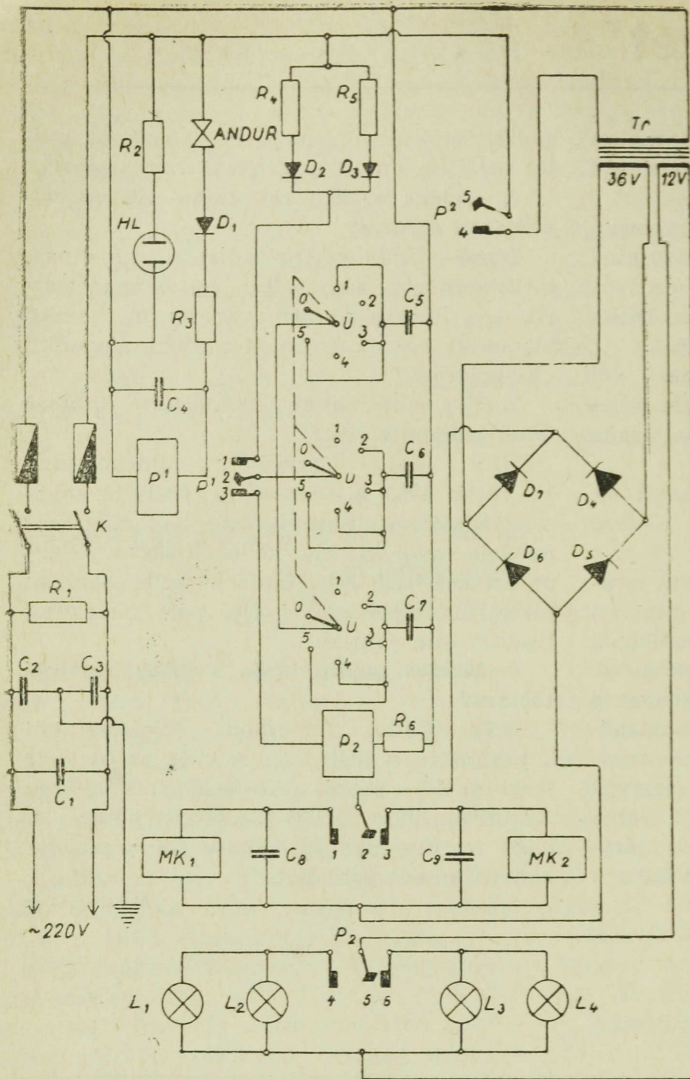 R4 R5
Tr
R2 ANDUR
D2 D3 36V 12V
P2 5
HL D1 4
1
0 2 C5
R3 U
5 3
4
C4
1
P1 1 0 2 C6
P1 2 U
3 5 3
4
D7 D4
K
D6 D5
R1 1
0 2 C7
U
C2 C3 5 3
4
P2 R6
C1
MK1 C8 1 2 3 C9 MK2
~220V
P2
L1 L2 4 5 6 L3 L4